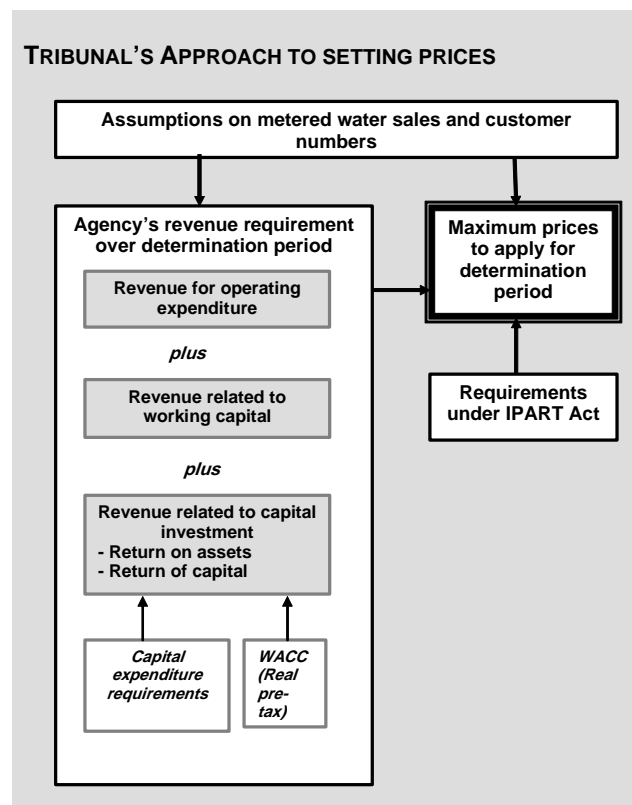 TRIBUNAL'S APPROACH TO SETTING PRICES
Assumptions on metered water sales and customer
numbers
Agency's revenue requirement
over determination period
Revenue for operating
expenditure
plus
Revenue related to
working capital
plus
Revenue related to capital
investment
- Return on assets
- Return of capital
Capital
expenditure
requirements
WACC
(Real
pre-
tax)
Maximum prices
to apply for
determination
period
Requirements
under IPART Act